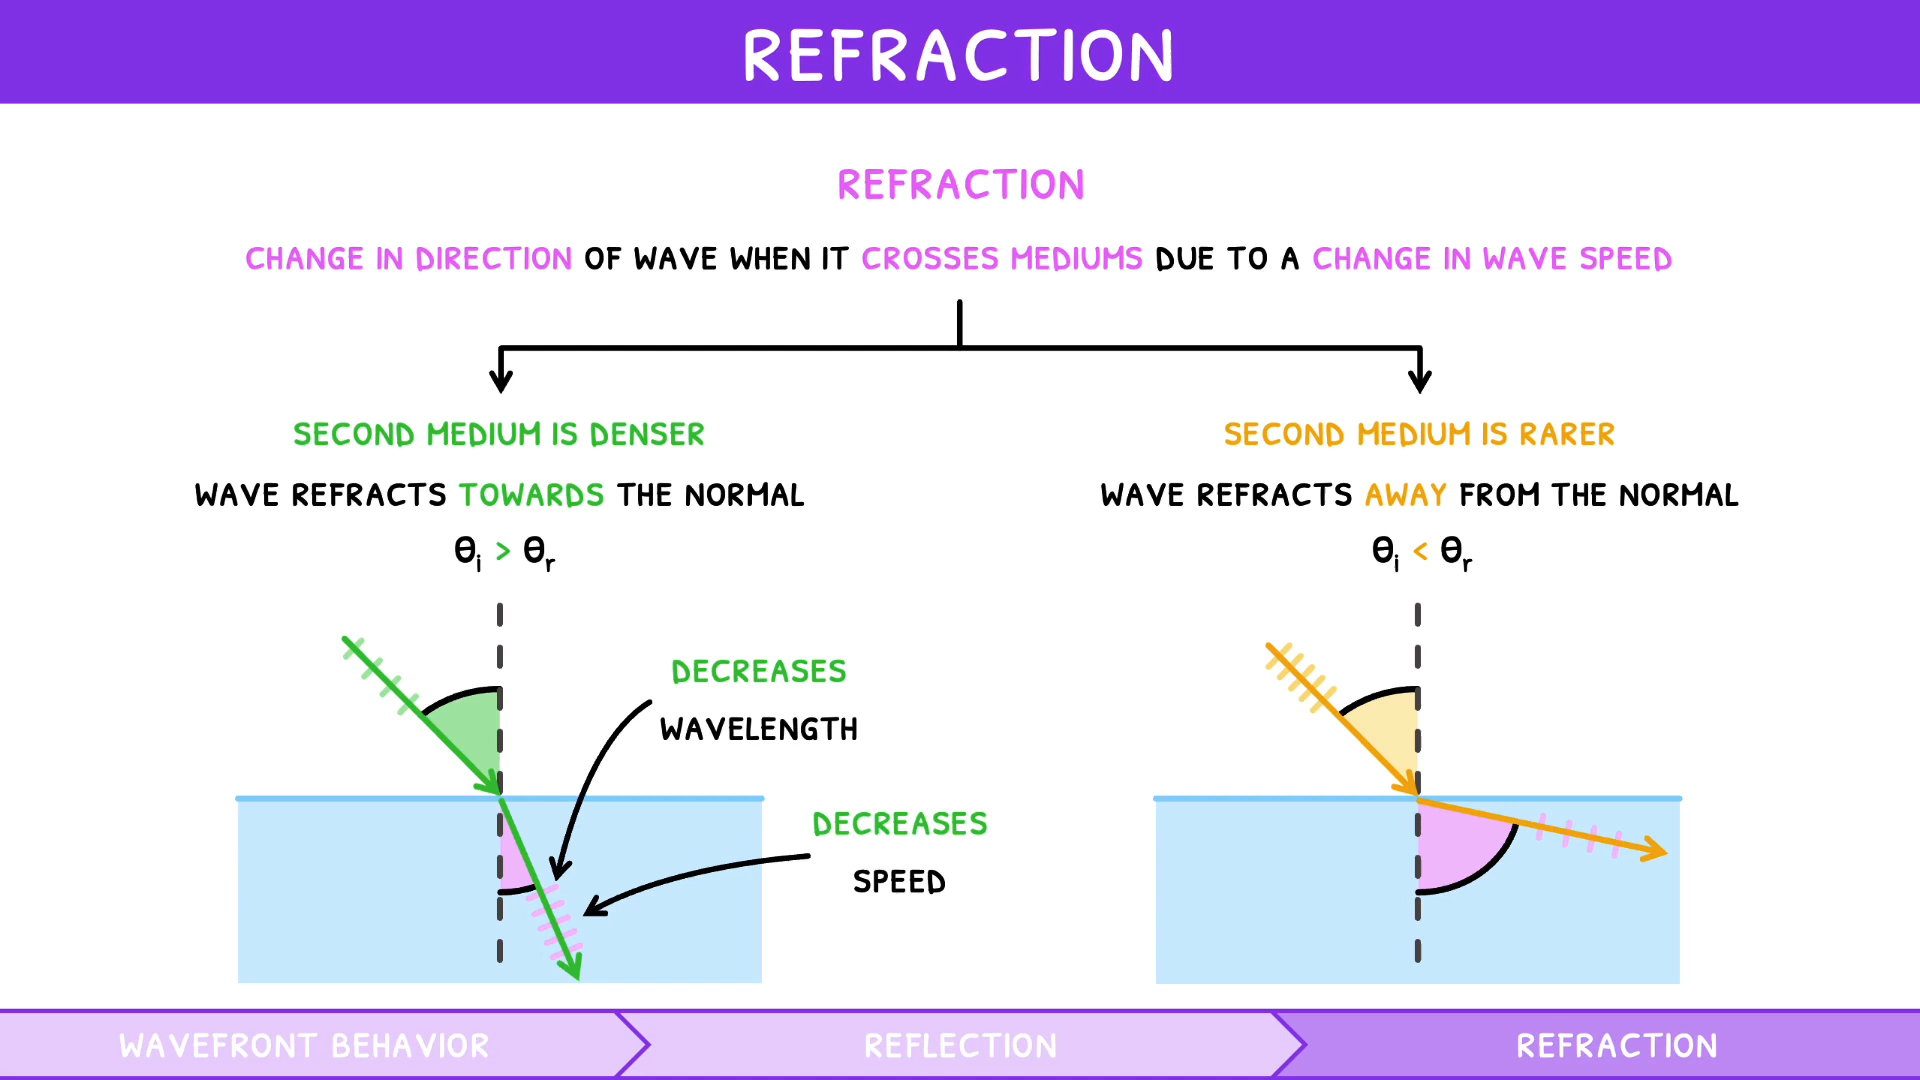 REFRACTION
REFRACTION
CHANGE IN DIRECTION OF WAVE WHEN IT CROSSES MEDIUMS DUE TO A CHANGE IN WAVE SPEED
SECOND MEDIUM IS DENSER
WAVE REFRACTS TOWARDS THE NORMAL
θi > θr
DECREASES
WAVELENGTH
DECREASES
SPEED
SECOND MEDIUM IS RARER
WAVE REFRACTS AWAY FROM THE NORMAL
θi < θr
WAVEFRONT BEHAVIOR
REFLECTION
REFRACTION